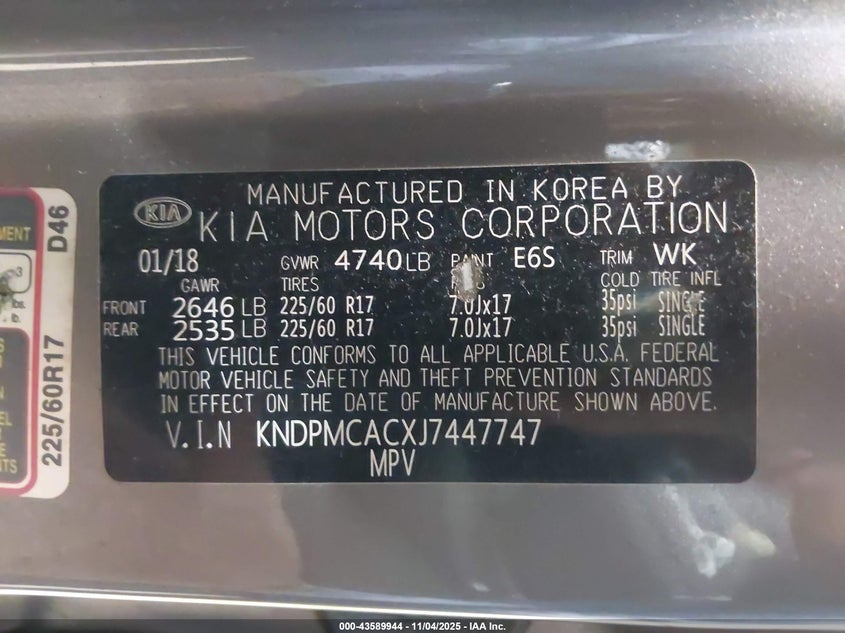 MANUFACTURED IN KOREA BY
KIA KIA MOTORS CORPORATION
01/18 GVWR 4740LB PAINT E6S TRIM WK
GAWR TIRES COLD TIRE INFL
FRONT 2646 LB 225/60 R17 7.0Jx17 35psi SINGLE
REAR 2535 LB 225/60 R17 7.0Jx17 35psi SINGLE
THIS VEHICLE CONFORMS TO ALL APPLICABLE U.S.A. FEDERAL
MOTOR VEHICLE SAFETY AND THEFT PREVENTION STANDARDS
IN EFFECT ON THE DATE OF MANUFACTURE SHOWN ABOVE.
V.I.N KNDPMCACXJ7447747
MPV
225/60R17 D46
000-43589944 - 11/04/2025 - IAA Inc.